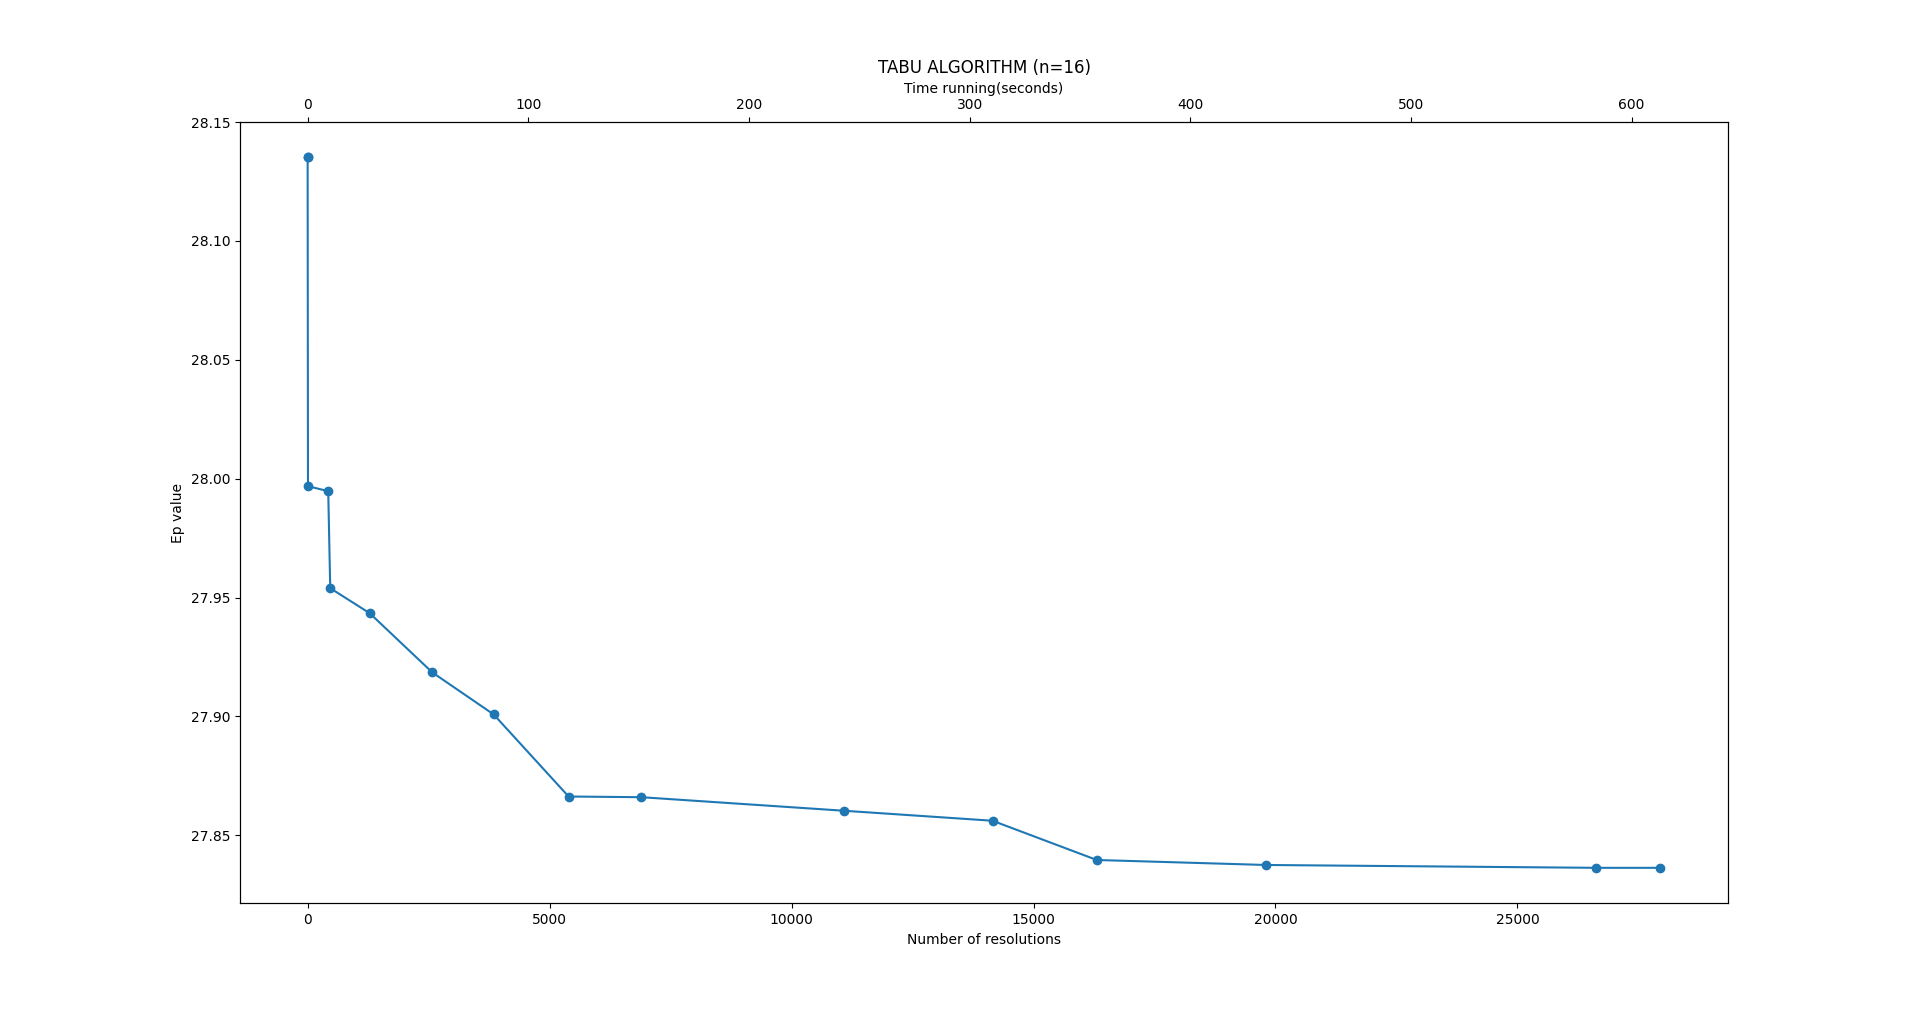 TABU ALGORITHM (n=16)
Time running(seconds)
0 100 200 300 400 500 600
28.15
28.10
28.05
28.00
27.95
27.90
27.85
Ep value
0 5000 10000 15000 20000 25000
Number of resolutions